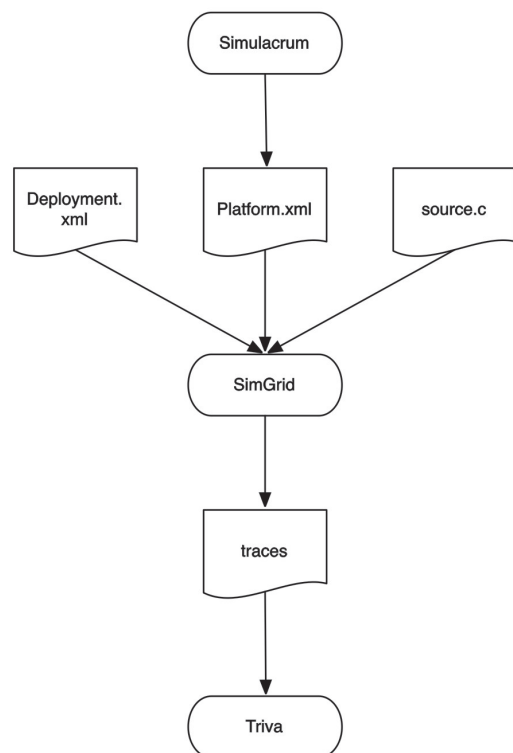 Simulacrum
Deployment.
xml
Platform.xml
source.c
SimGrid
traces
Triva